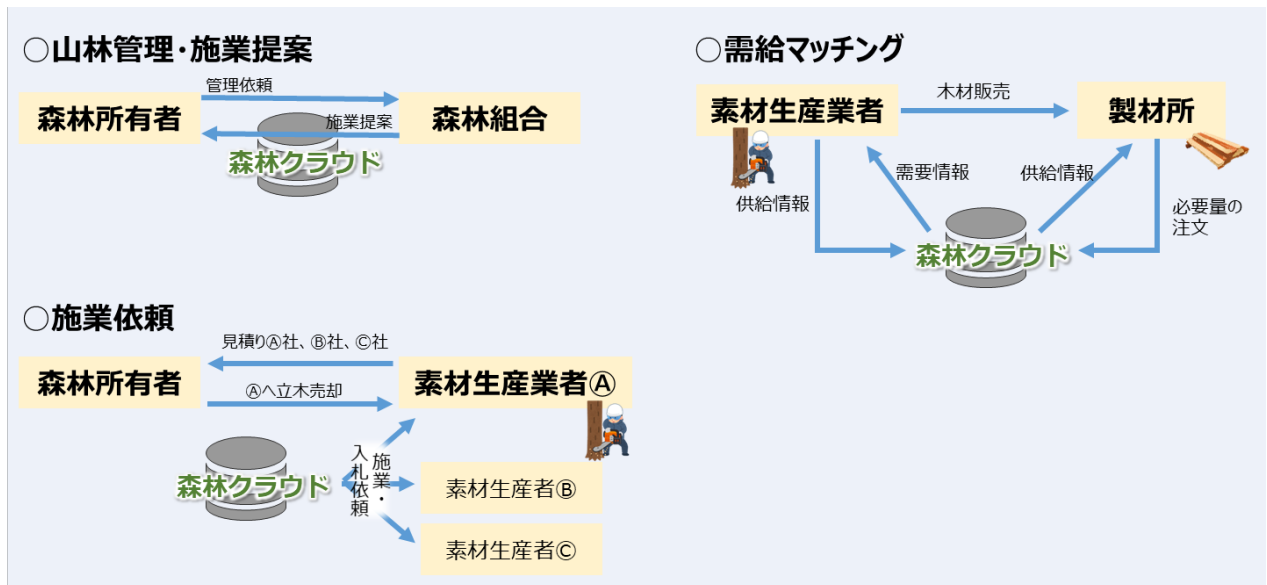 ○山林管理・施業提案
管理依頼
森林所有者
森林組合
施業提案
森林クラウド
○需給マッチング
素材生産業者
木材販売
製材所
供給情報
需要情報
供給情報
必要量の
注文
森林クラウド
○施業依頼
見積りⒶ社、Ⓑ社、Ⓒ社
森林所有者
Ⓐへ立木売却
素材生産業者Ⓐ
森林クラウド
施業・
入札依頼
素材生産者Ⓑ
素材生産者Ⓒ